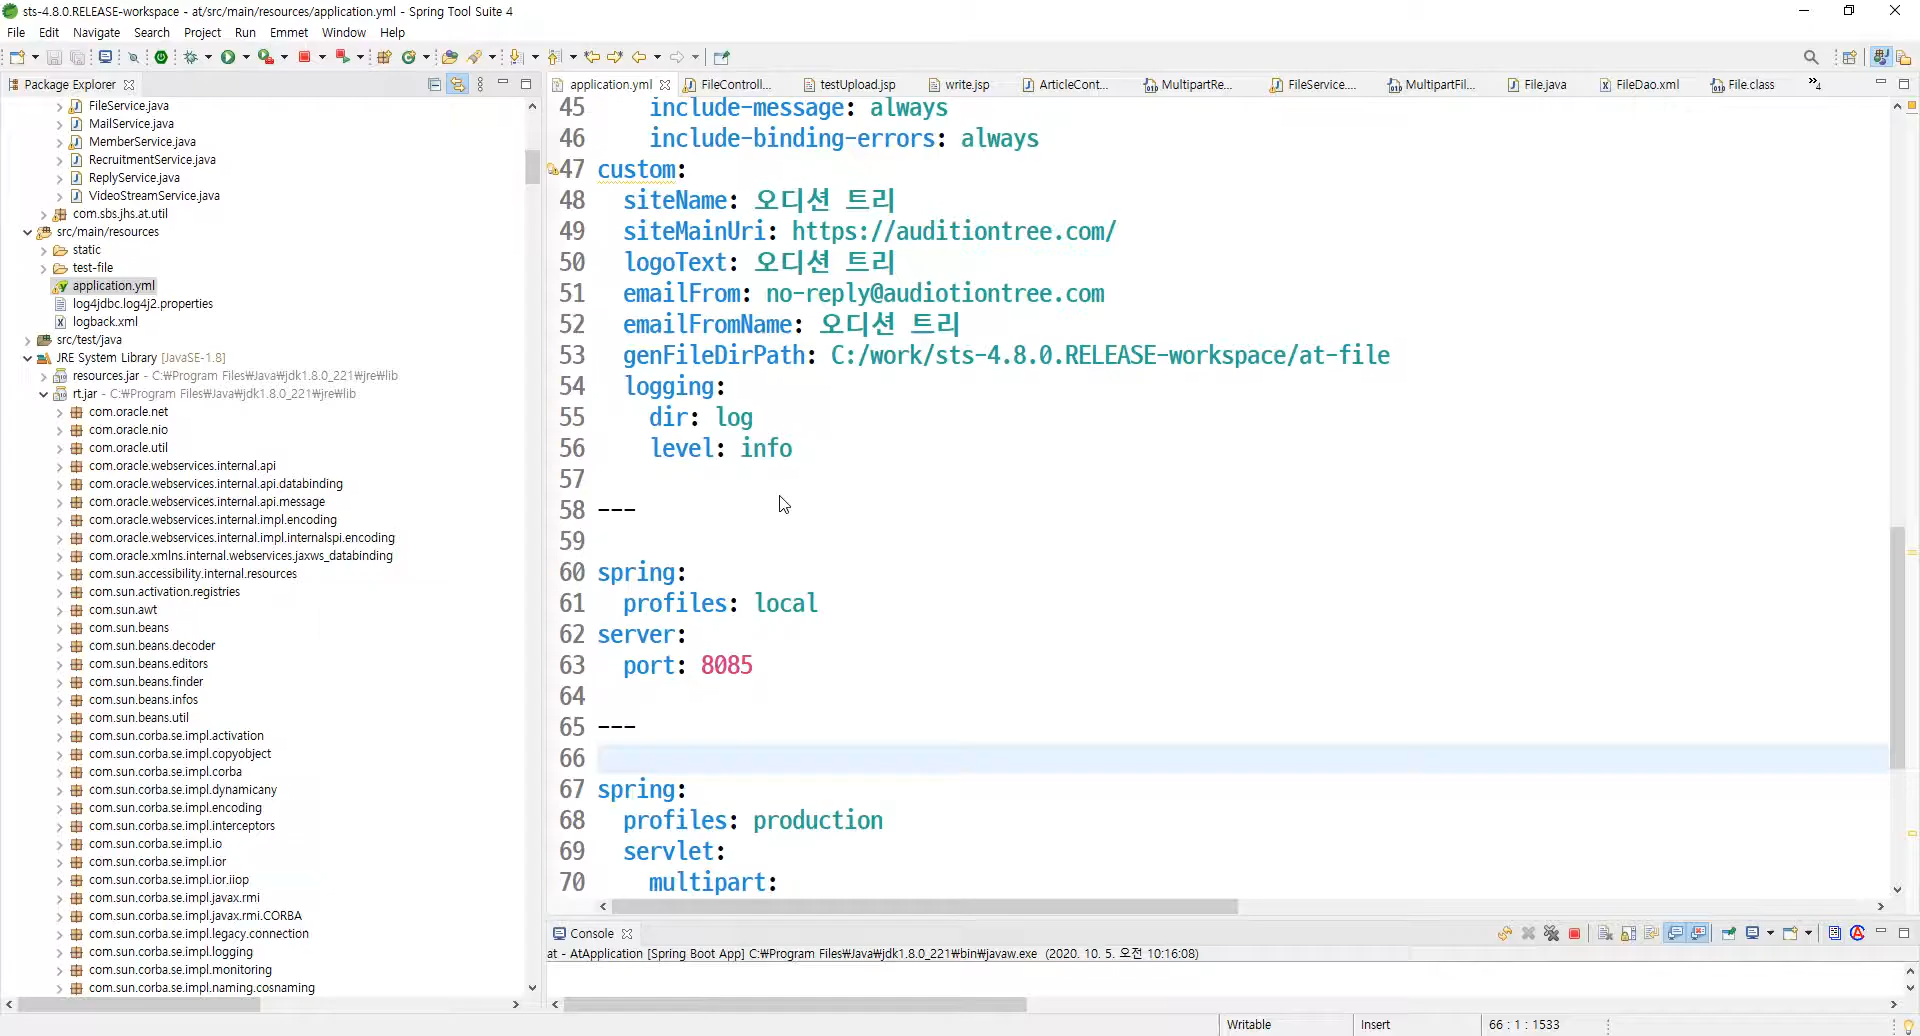 sts-4.8.0.RELEASE-workspace - at/src/main/resources/application.yml - Spring Tool Suite 4
File Edit Navigate Search Project Run Emmet Window Help
Package Explorer
application.yml FileControll... testUpload.jsp write.jsp ArticleCont... MultipartRe... FileService.... MultipartFil... File.java FileDao.xml File.class 4
FileService.java
MailService.java
MemberService.java
RecruitmentService.java
ReplyService.java
VideoStreamService.java
com.sbs.jhs.at.util
src/main/resources
static
test-file
application.yml
log4jdbc.log4j2.properties
logback.xml
src/test/java
JRE System Library [JavaSE-1.8]
resources.jar - C:₩Program Files₩Java₩jdk1.8.0_221₩jre₩lib
rt.jar - C:₩Program Files₩Java₩jdk1.8.0_221₩jre₩lib
com.oracle.net
com.oracle.nio
com.oracle.util
com.oracle.webservices.internal.api
com.oracle.webservices.internal.api.databinding
com.oracle.webservices.internal.api.message
com.oracle.webservices.internal.impl.encoding
com.oracle.webservices.internal.impl.internalspi.encoding
com.oracle.xmlns.internal.webservices.jaxws_databinding
com.sun.accessibility.internal.resources
com.sun.activation.registries
com.sun.awt
com.sun.beans
com.sun.beans.decoder
com.sun.beans.editors
com.sun.beans.finder
com.sun.beans.infos
com.sun.beans.util
com.sun.corba.se.impl.activation
com.sun.corba.se.impl.copyobject
com.sun.corba.se.impl.corba
com.sun.corba.se.impl.dynamicany
com.sun.corba.se.impl.encoding
com.sun.corba.se.impl.interceptors
com.sun.corba.se.impl.io
com.sun.corba.se.impl.ior
com.sun.corba.se.impl.ior.iiop
com.sun.corba.se.impl.javax.rmi
com.sun.corba.se.impl.javax.rmi.CORBA
com.sun.corba.se.impl.legacy.connection
com.sun.corba.se.impl.logging
com.sun.corba.se.impl.monitoring
com.sun.corba.se.impl.naming.cosnaming
45 include-message: always
46 include-binding-errors: always
47 custom:
48 siteName: 오디션 트리
49 siteMainUri: https://auditiontree.com/
50 logoText: 오디션 트리
51 emailFrom: no-reply@audiotiontree.com
52 emailFromName: 오디션 트리
53 genFileDirPath: C:/work/sts-4.8.0.RELEASE-workspace/at-file
54 logging:
55 dir: log
56 level: info
57
58 ---
59
60 spring:
61 profiles: local
62 server:
63 port: 8085
64
65 ---
66
67 spring:
68 profiles: production
69 servlet:
70 multipart:
Console
at - AtApplication [Spring Boot App] C:₩Program Files₩Java₩jdk1.8.0_221₩bin₩javaw.exe (2020. 10. 5. 오전 10:16:08)
Writable Insert 66 : 1 : 1533